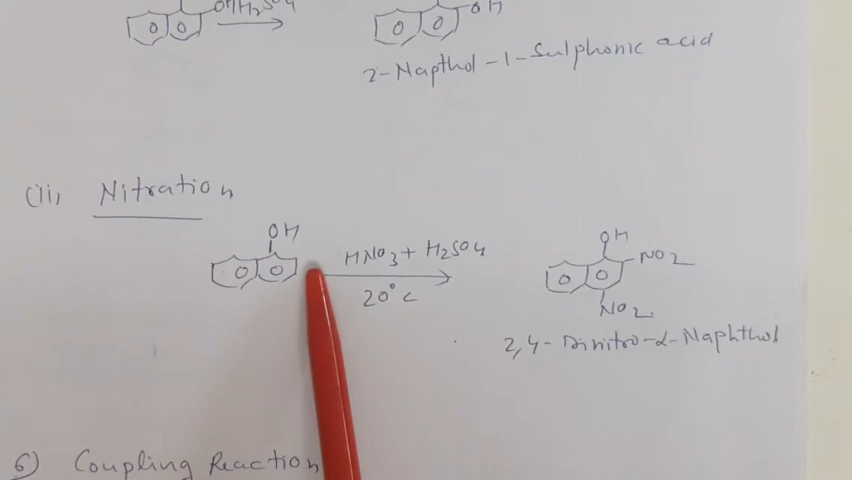 OH/H2SO4
OH
2-Napthol-1-Sulphonic acid
(ii) Nitration
OH
HNO3+ H2SO4
20°C
OH
NO2
NO2.
2,4-Dinitro-α-Naphthol
6) Coupling Reaction